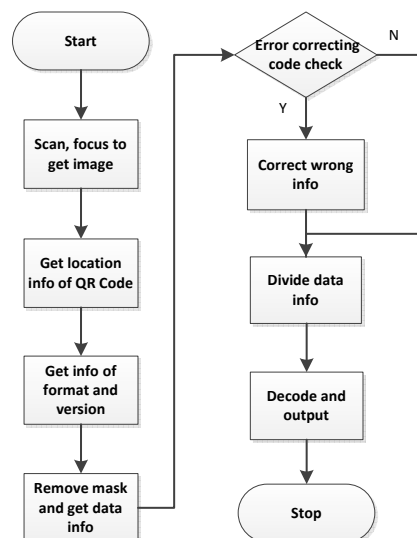 Start
Scan, focus to
get image
Get location
info of QR Code
Get info of
format and
version
Remove mask
and get data
info
Error correcting
code check
N
Y
Correct wrong
info
Divide data
info
Decode and
output
Stop